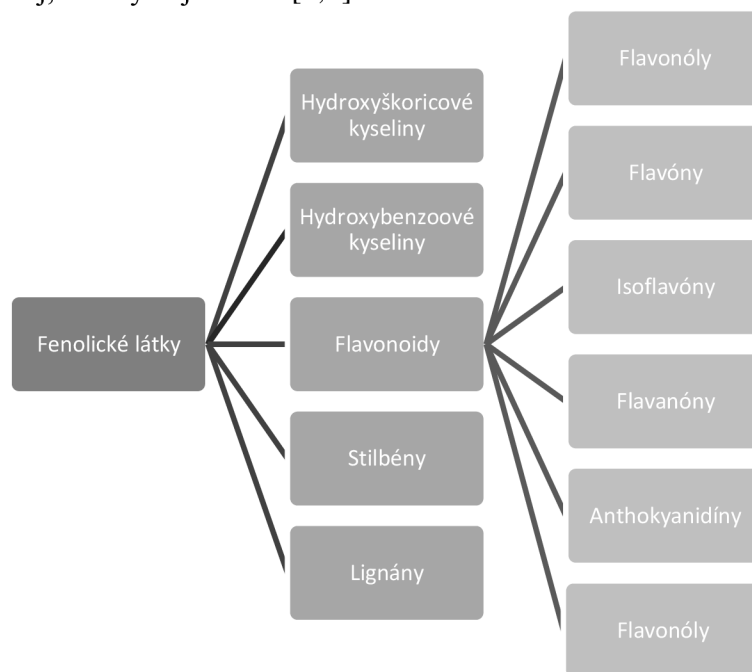 Fenolické látky
Hydroxyškoricové
kyseliny
Hydroxybenzoové
kyseliny
Flavonoidy
Stilbény
Lignány
Flavonóly
Flavóny
Isoflavóny
Flavanóny
Anthokyanidíny
Flavonóly